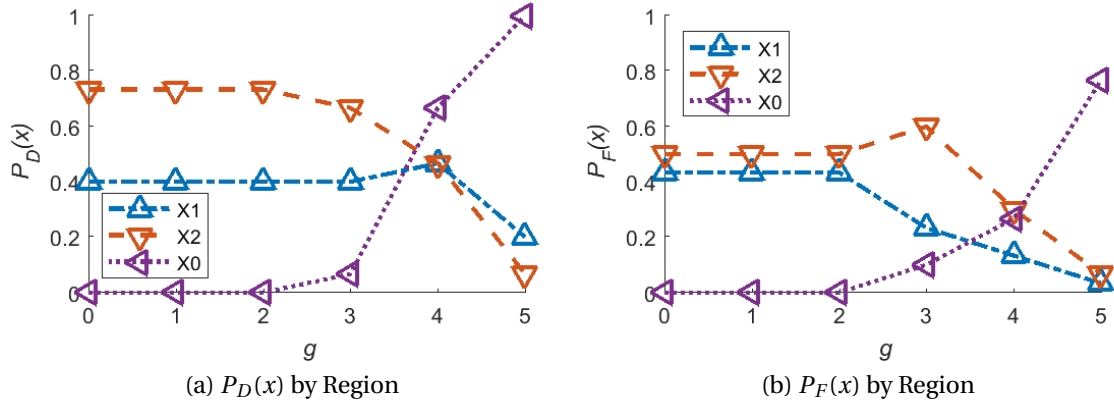 1
0.8
0.6
0.4
0.2
0
P_D(x)
X1
X2
X0
0 1 2 3 4 5
g
(a) P_D(x) by Region
1
0.8
0.6
0.4
0.2
0
P_F(x)
X1
X2
X0
0 1 2 3 4 5
g
(b) P_F(x) by Region